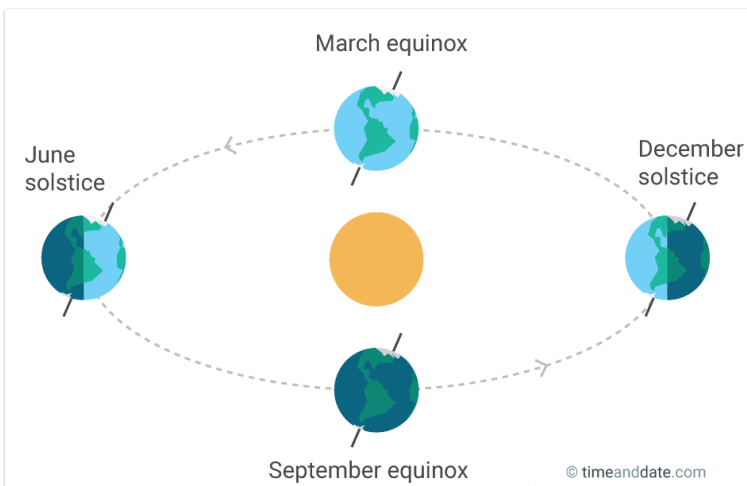 March equinox
June
solstice
December
solstice
September equinox
© timeanddate.com